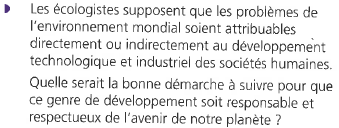 Les écologistes supposent que les problèmes de
l'environnement mondial soient attribuables
directement ou indirectement au développement
technologique et industriel des sociétés humaines.
Quelle serait la bonne démarche à suivre pour que
ce genre de développement soit responsable et
respectueux de l'avenir de notre planète ?